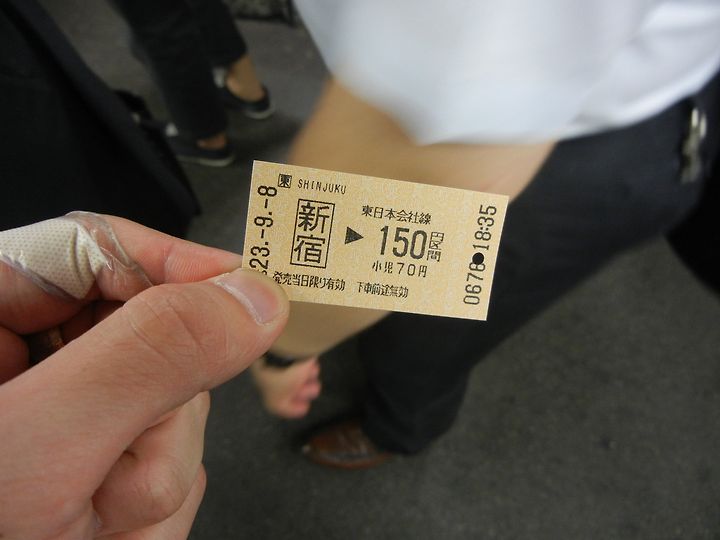 東 SHINJUKU
新宿
東日本会社線
▶ 150円区間
小児70円
発売当日限り有効 下車前途無効
23.-9.-8
0678●18:35